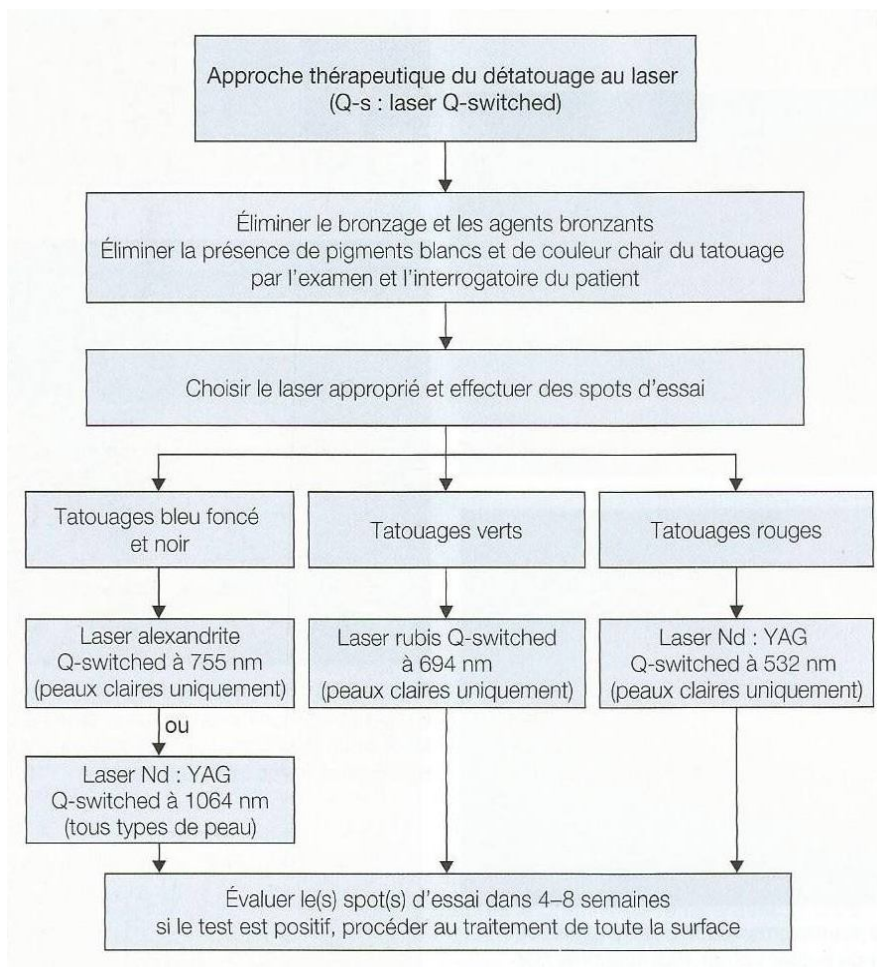 Approche thérapeutique du détatouage au laser
(Q-s : laser Q-switched)
Éliminer le bronzage et les agents bronzants
Éliminer la présence de pigments blancs et de couleur chair du tatouage
par l'examen et l'interrogatoire du patient
Choisir le laser approprié et effectuer des spots d'essai
Tatouages bleu foncé
et noir
Tatouages verts
Tatouages rouges
Laser alexandrite
Q-switched à 755 nm
(peaux claires uniquement)
Laser rubis Q-switched
à 694 nm
(peaux claires uniquement)
Laser Nd : YAG
Q-switched à 532 nm
(peaux claires uniquement)
ou
Laser Nd : YAG
Q-switched à 1064 nm
(tous types de peau)
Évaluer le(s) spot(s) d'essai dans 4–8 semaines
si le test est positif, procéder au traitement de toute la surface